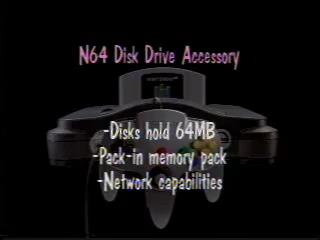 N64 Disk Drive Accessory
-Disks hold 64MB
-Pack-in memory pack
-Network capabilities